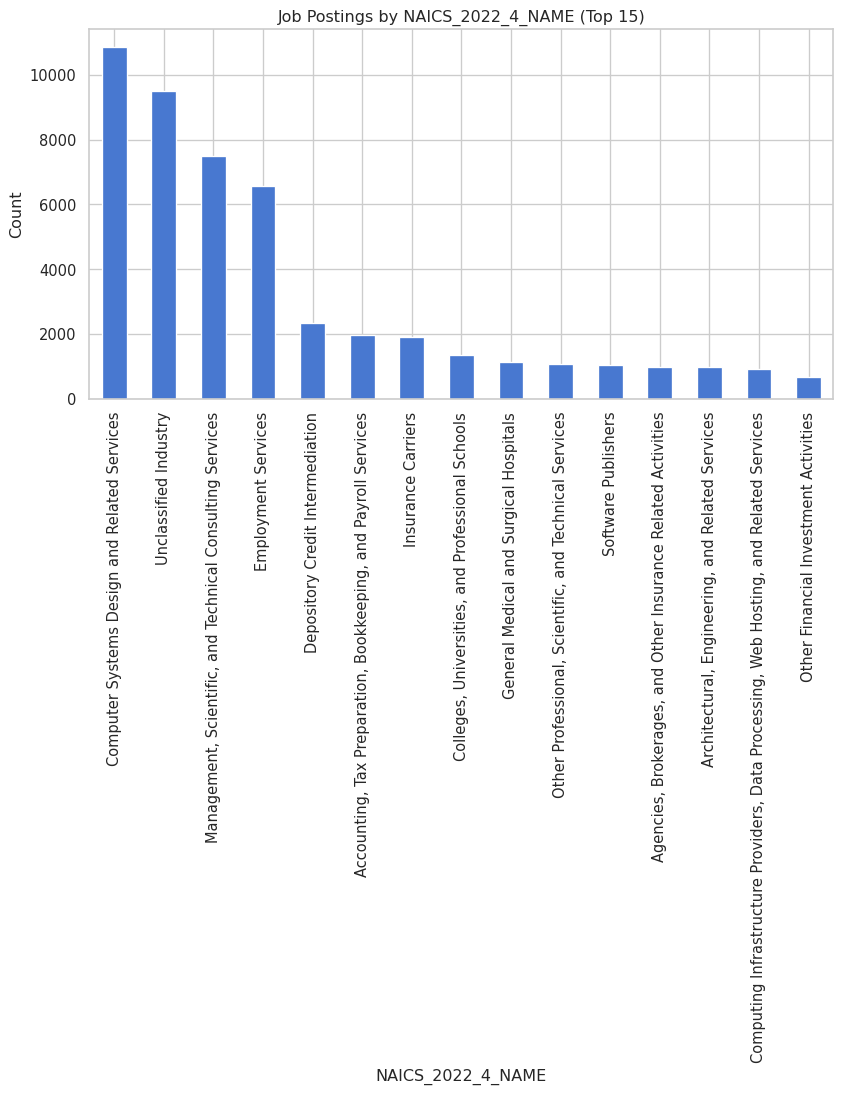 Job Postings by NAICS_2022_4_NAME (Top 15)
Count
10000
8000
6000
4000
2000
0
Computer Systems Design and Related Services
Unclassified Industry
Management, Scientific, and Technical Consulting Services
Employment Services
Depository Credit Intermediation
Accounting, Tax Preparation, Bookkeeping, and Payroll Services
Insurance Carriers
Colleges, Universities, and Professional Schools
General Medical and Surgical Hospitals
Other Professional, Scientific, and Technical Services
Software Publishers
Agencies, Brokerages, and Other Insurance Related Activities
Architectural, Engineering, and Related Services
Computing Infrastructure Providers, Data Processing, Web Hosting, and Related Services
Other Financial Investment Activities
NAICS_2022_4_NAME